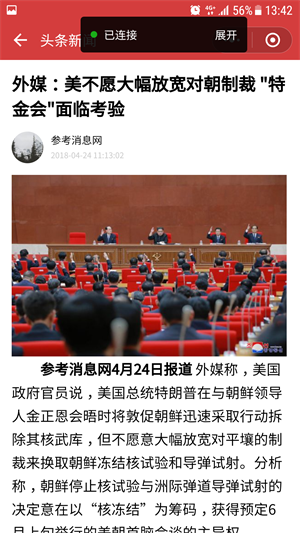 4G 56% 13:42
头条新闻
已连接 展开
外媒：美不愿大幅放宽对朝制裁 "特
金会"面临考验
参考消息网
2018-04-24 11:13:02
参考消息网4月24日报道 外媒称，美国
政府官员说，美国总统特朗普在与朝鲜领导
人金正恩会晤时将敦促朝鲜迅速采取行动拆
除其核武库，但不愿意大幅放宽对平壤的制
裁来换取朝鲜冻结核试验和导弹试射。分析
称，朝鲜停止核试验与洲际弹道导弹试射的
决定意在以“核冻结”为筹码，获得预定6
月上旬举行的美朝首脑会谈的主导权